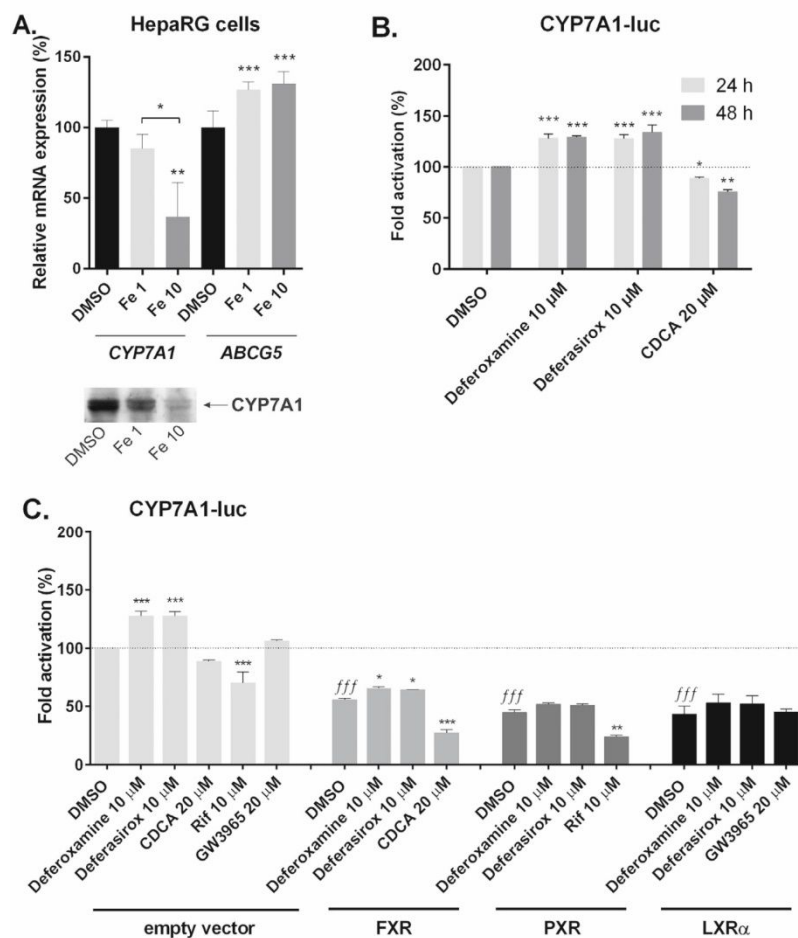 A.
HepaRG cells
Relative mRNA expression (%)
150
100
50
0
***
***
*
**
DMSO
Fe 1
Fe 10
DMSO
Fe 1
Fe 10
CYP7A1
ABCG5
CYP7A1
DMSO
Fe 1
Fe 10
B.
CYP7A1-luc
24 h
48 h
Fold activation (%)
200
150
100
50
0
***
***
***
***
*
**
DMSO
Deferoxamine 10 μM
Deferasirox 10 μM
CDCA 20 μM
C.
CYP7A1-luc
Fold activation (%)
200
150
100
50
0
***
***
***
fff
*
*
***
fff
**
fff
DMSO
Deferoxamine 10 μM
Deferasirox 10 μM
CDCA 20 μM
Rif 10 μM
GW3965 20 μM
DMSO
Deferoxamine 10 μM
Deferasirox 10 μM
CDCA 20 μM
DMSO
Deferoxamine 10 μM
Deferasirox 10 μM
Rif 10 μM
DMSO
Deferoxamine 10 μM
Deferasirox 10 μM
GW3965 20 μM
empty vector
FXR
PXR
LXRα